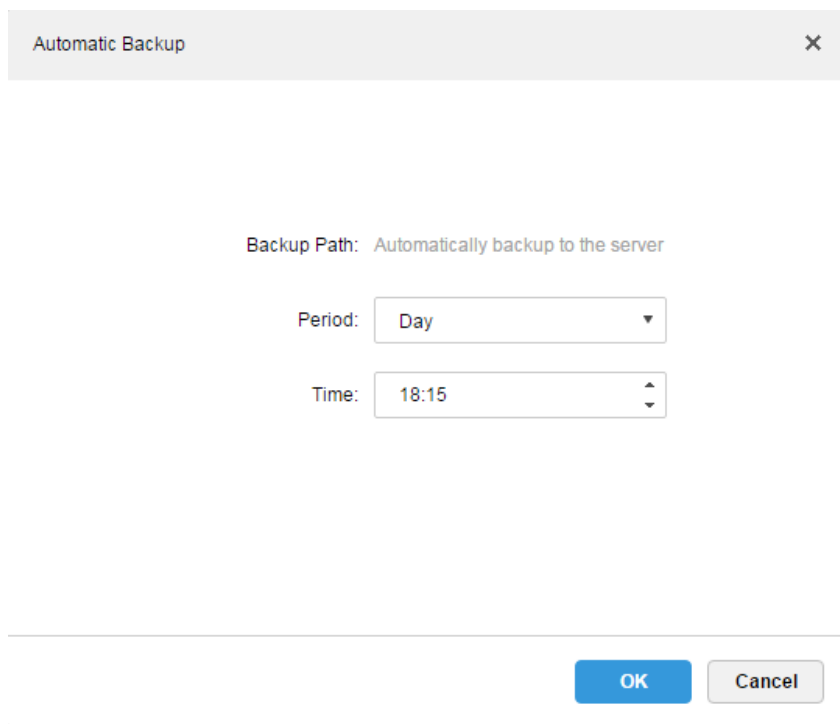 Automatic Backup
Backup Path: Automatically backup to the server
Period: Day
Time: 18:15
OK Cancel